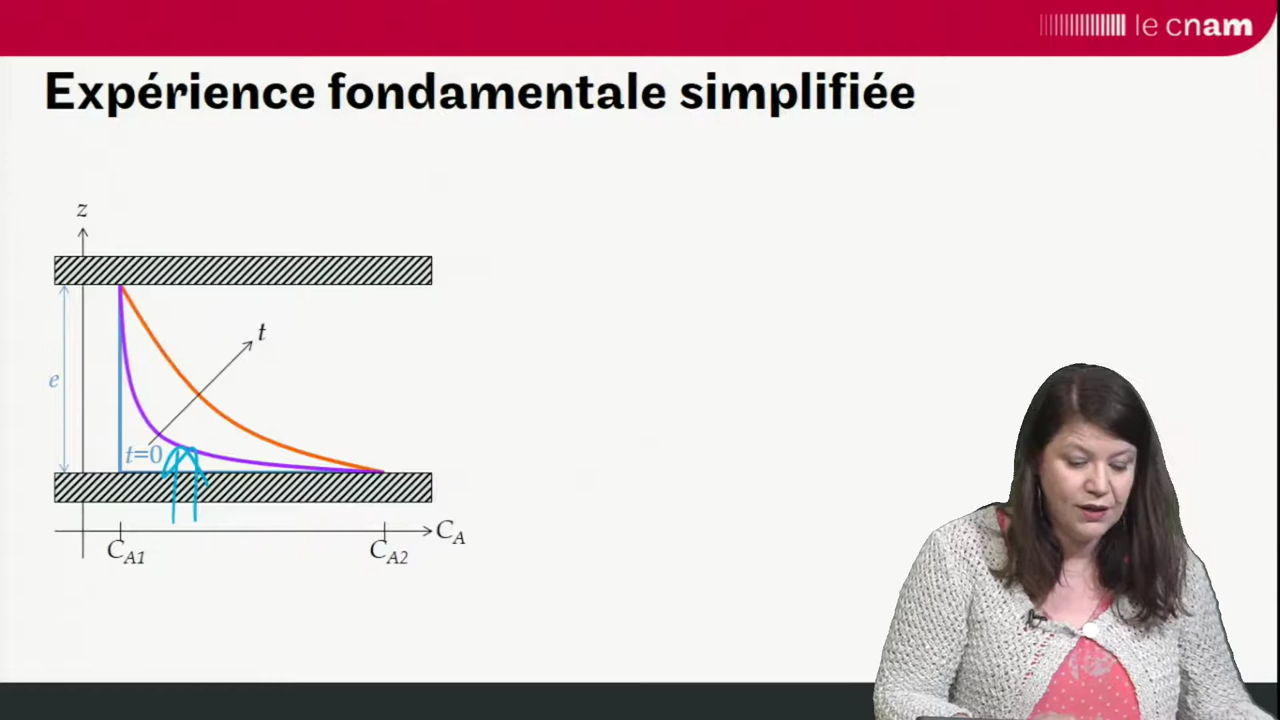 le cnam
Expérience fondamentale simplifiée
z
t
e
t=0
C_A
C_A1
C_A2